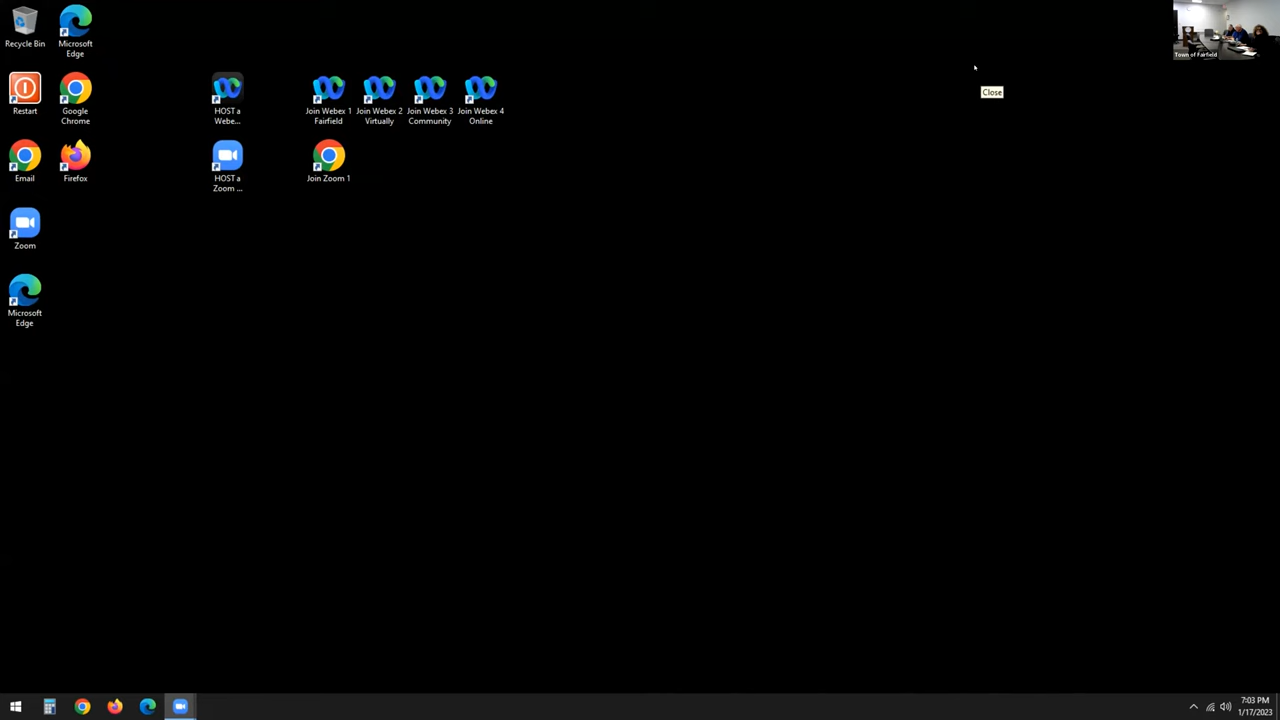 Recycle Bin
Microsoft
Edge
Town of Fairfield
Close
Restart
Google
Chrome
HOST a
Webe...
Join Webex 1
Fairfield
Join Webex 2
Virtually
Join Webex 3
Community
Join Webex 4
Online
Email
Firefox
HOST a
Zoom ...
Join Zoom 1
Zoom
Microsoft
Edge
7:03 PM
1/17/2023